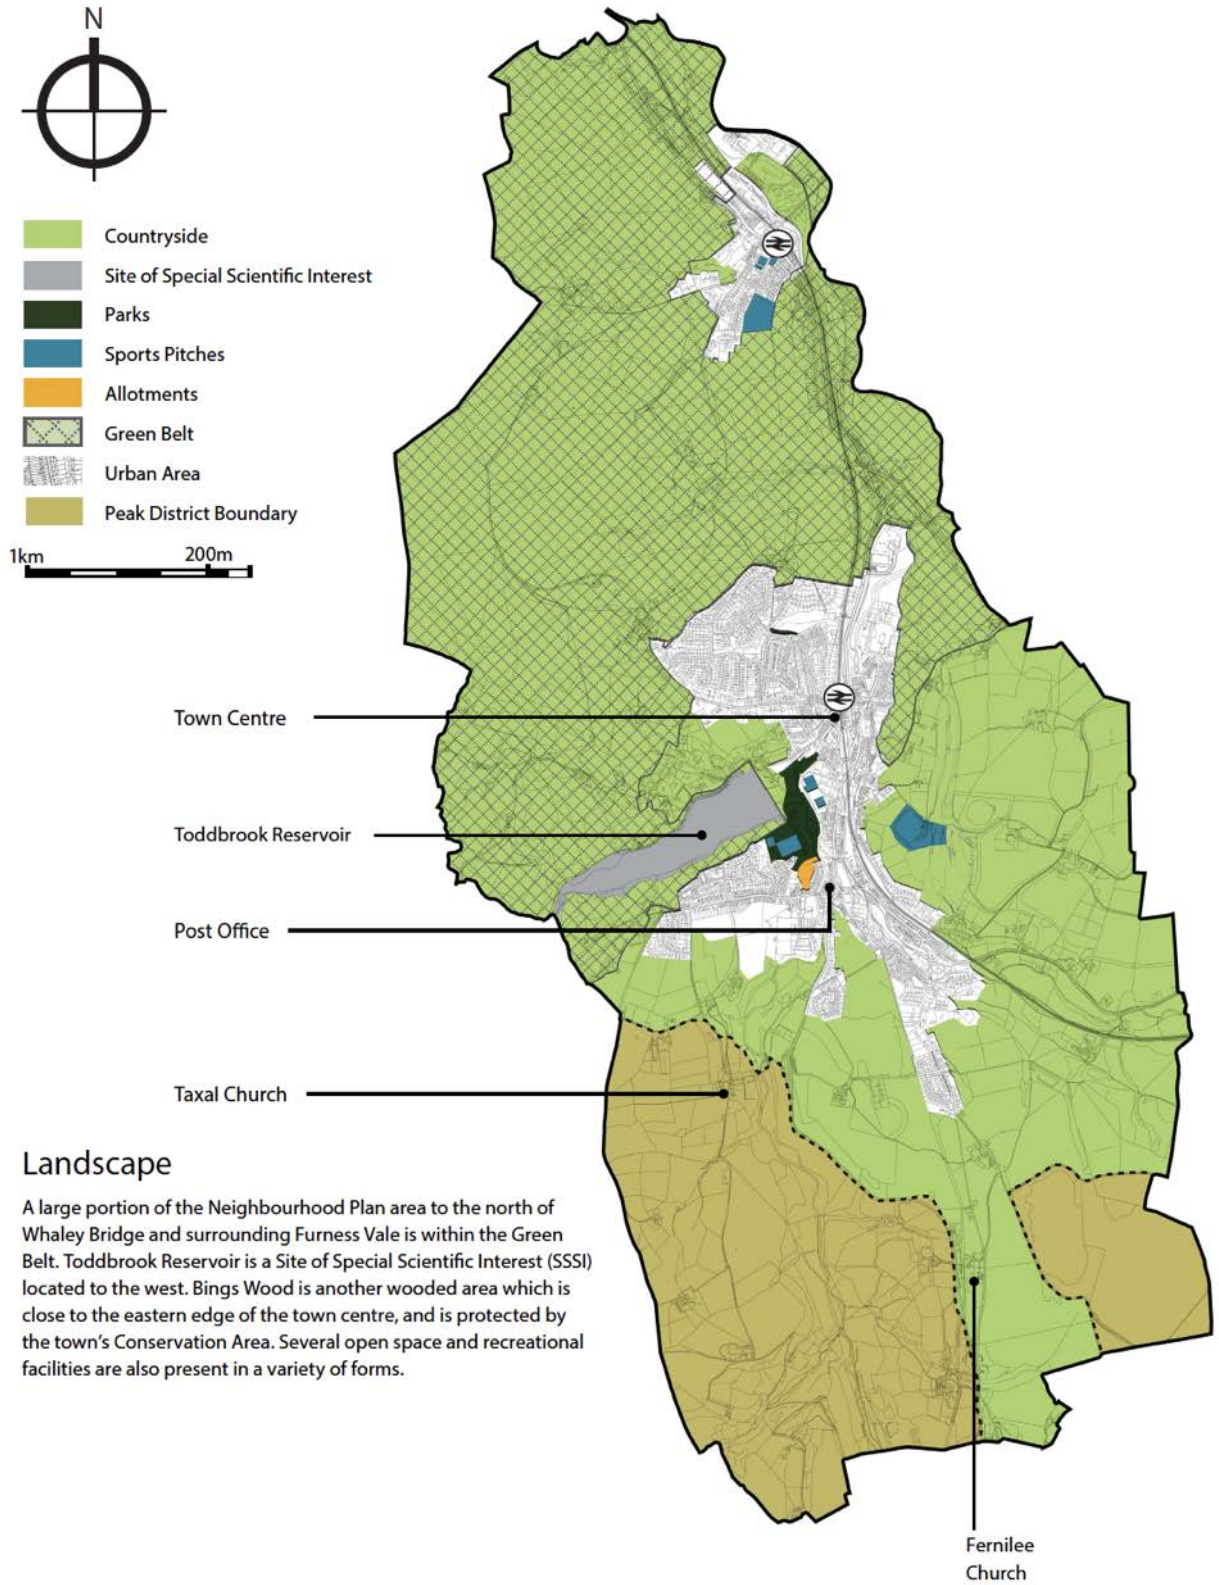 N
Countryside
Site of Special Scientific Interest
Parks
Sports Pitches
Allotments
Green Belt
Urban Area
Peak District Boundary
1km 200m
Town Centre
Toddbrook Reservoir
Post Office
Taxal Church
Landscape
A large portion of the Neighbourhood Plan area to the north of
Whaley Bridge and surrounding Furness Vale is within the Green
Belt. Toddbrook Reservoir is a Site of Special Scientific Interest (SSSI)
located to the west. Bings Wood is another wooded area which is
close to the eastern edge of the town centre, and is protected by
the town's Conservation Area. Several open space and recreational
facilities are also present in a variety of forms.
Fernilee
Church